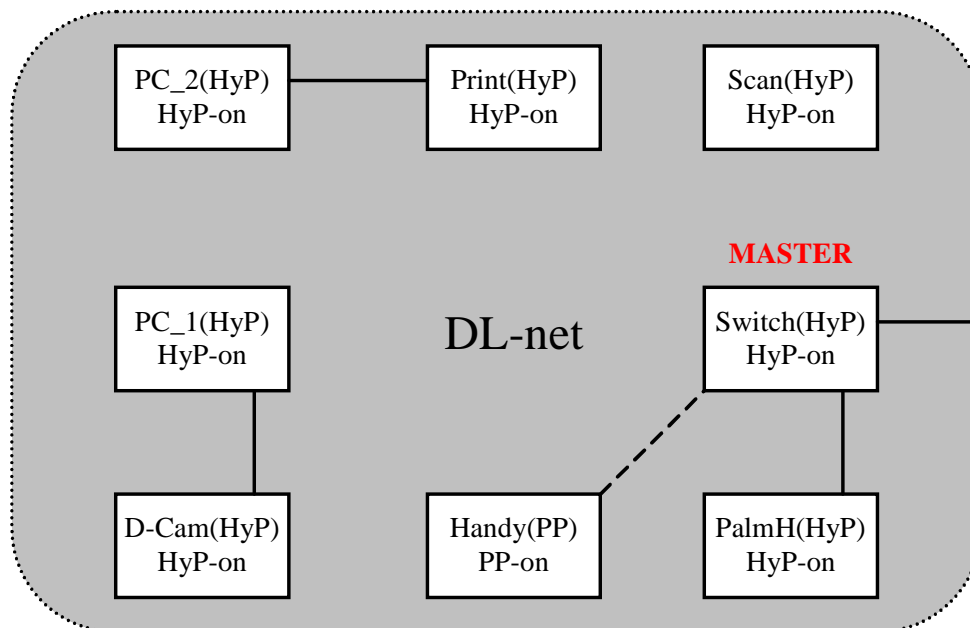 PC_2(HyP)
HyP-on
Print(HyP)
HyP-on
Scan(HyP)
HyP-on
MASTER
PC_1(HyP)
HyP-on
DL-net
Switch(HyP)
HyP-on
D-Cam(HyP)
HyP-on
Handy(PP)
PP-on
PalmH(HyP)
HyP-on